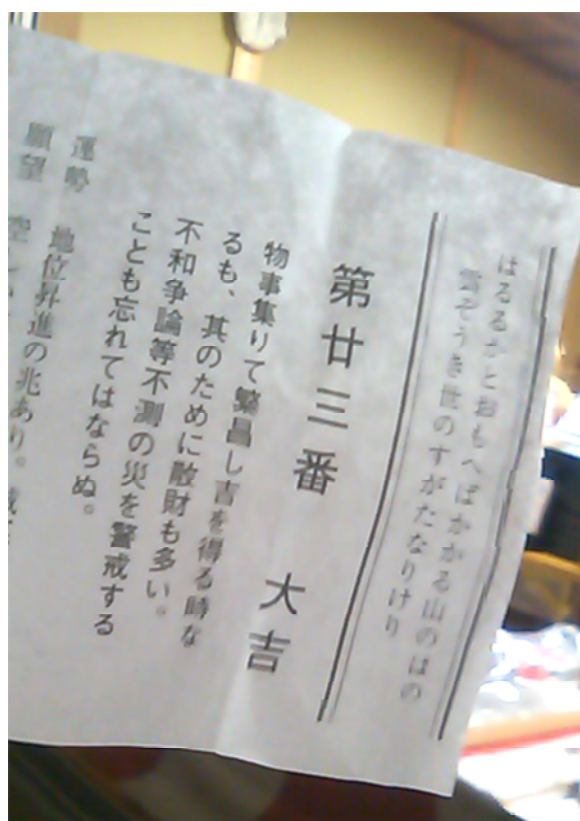 はるるかとおもへばかかる山のはの
雲ぞうき世のすがたなりけり
第廿三番 大吉
物事集りて繁昌し吉を得る時な
るも、其のために散財も多い。
不和争論等不測の災を警戒する
ことも忘れてはならぬ。
運勢 地位昇進の兆あり。
願望